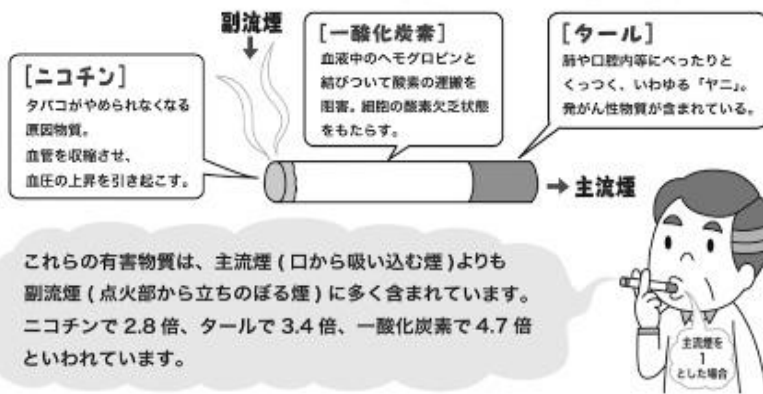 副流煙
[ニコチン]
タバコがやめられなくなる
原因物質。
血管を収縮させ、
血圧の上昇を引き起こす。
[一酸化炭素]
血液中のヘモグロビンと
結びついて酸素の運搬を
阻害。細胞の酸素欠乏状態
をもたらす。
[タール]
肺や口腔内等にべったりと
くっつく、いわゆる「ヤニ」。
発がん性物質が含まれている。
主流煙
これらの有害物質は、主流煙(口から吸い込む煙)よりも
副流煙(点火部から立ちのぼる煙)に多く含まれています。
ニコチンで2.8倍、タールで3.4倍、一酸化炭素で4.7倍
といわれています。
主流煙を
1
とした場合